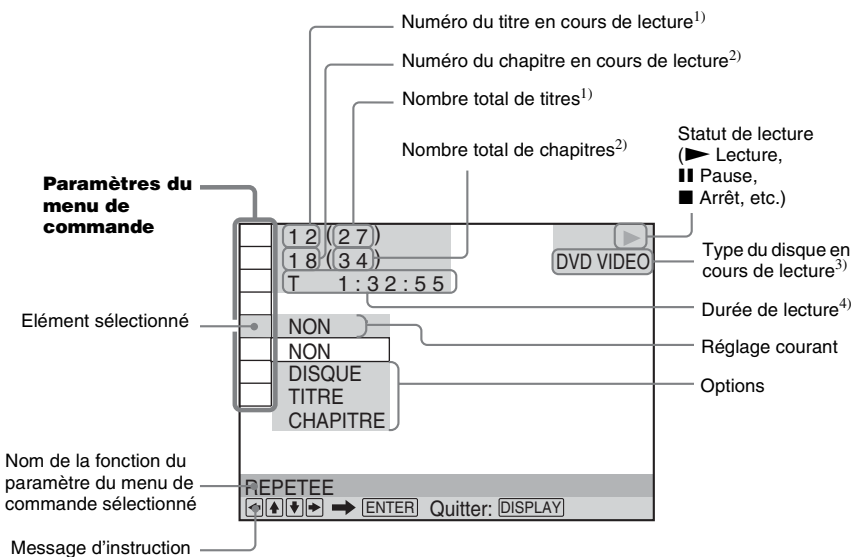 Numéro du titre en cours de lecture1)
Numéro du chapitre en cours de lecture2)
Nombre total de titres1)
Nombre total de chapitres2)
Statut de lecture
(▶ Lecture,
▮▮ Pause,
■ Arrêt, etc.)
Paramètres du
menu de
commande
12(27)
18(34)
T 1:32:55
▶
DVD VIDEO
Type du disque en
cours de lecture3)
Durée de lecture4)
Elément sélectionné
NON
NON
DISQUE
TITRE
CHAPITRE
Réglage courant
Options
Nom de la fonction du
paramètre du menu de
commande sélectionné
REPETEE
←↑↓→ ➡ ENTER Quitter: DISPLAY
Message d'instruction